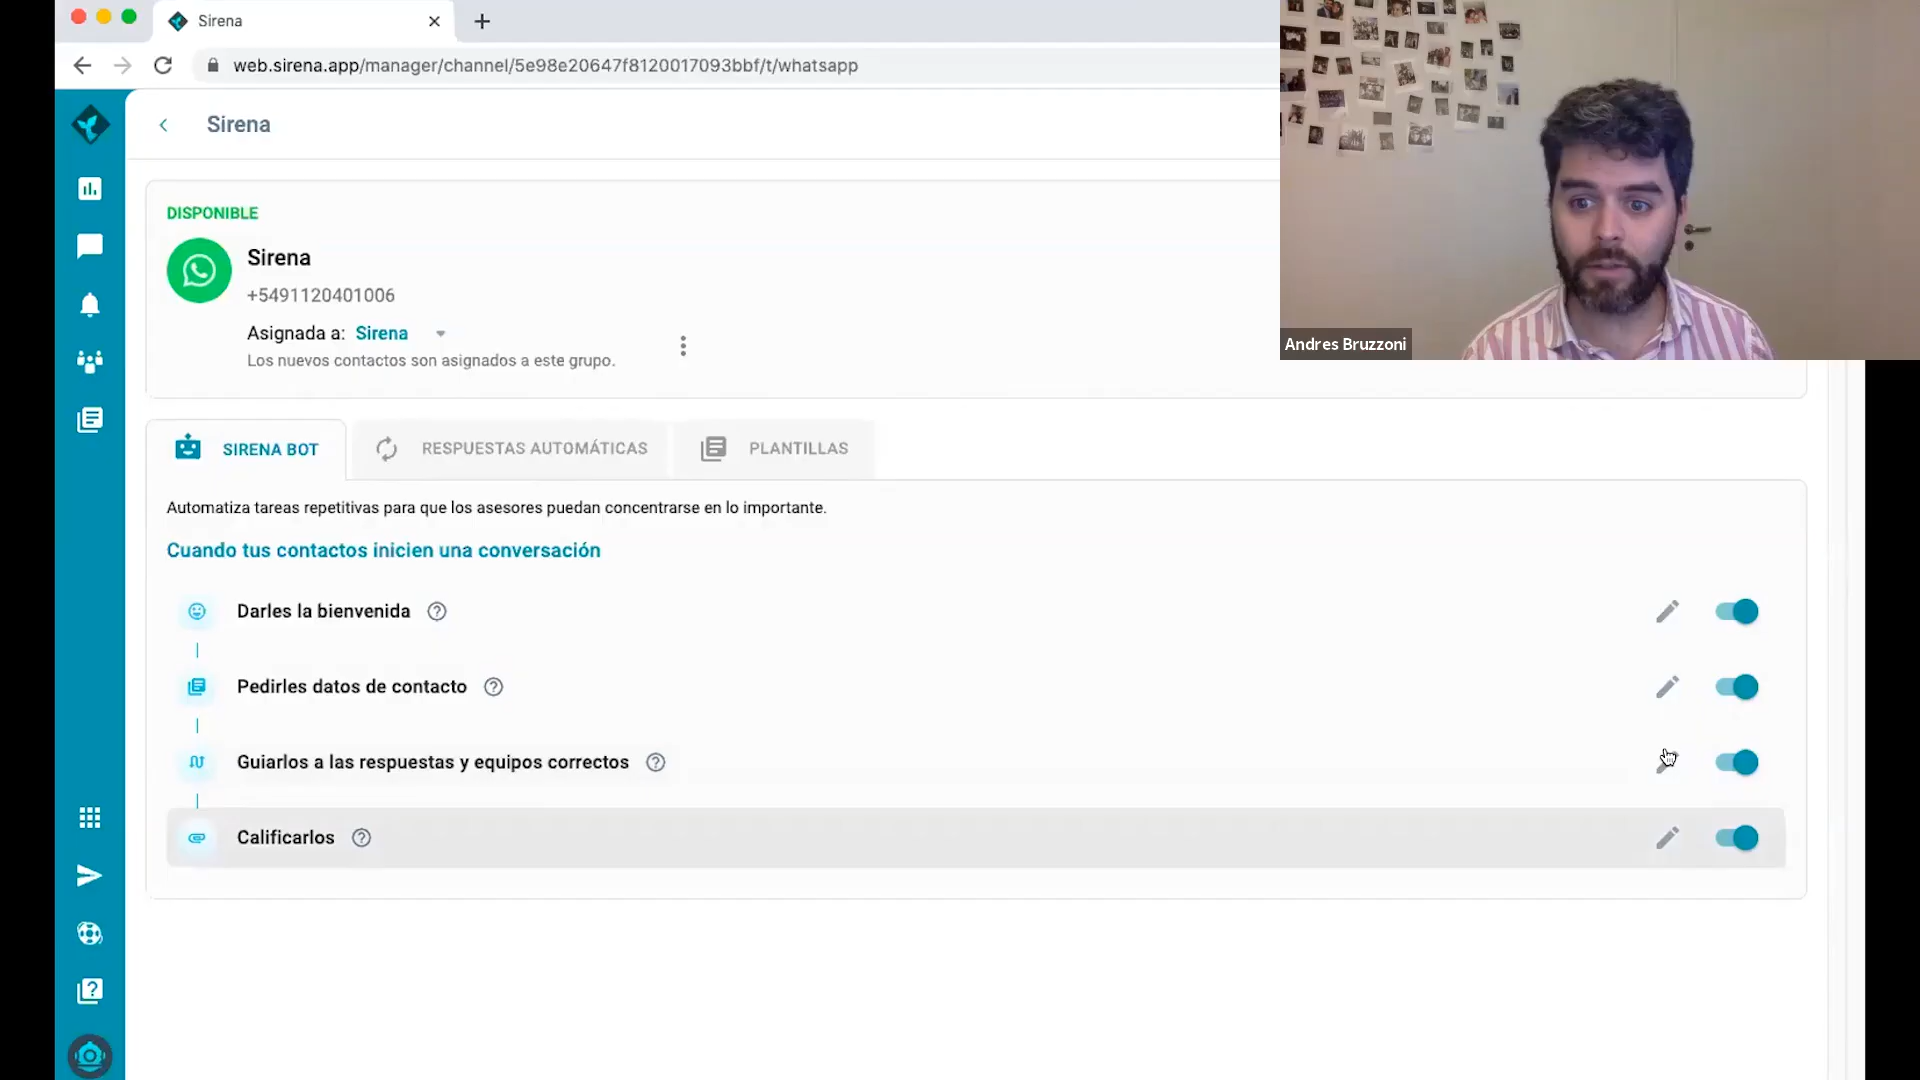 Sirena
web.sirena.app/manager/channel/5e98e20647f8120017093bbf/t/whatsapp
Sirena
DISPONIBLE
Sirena
+5491120401006
Asignada a: Sirena
Los nuevos contactos son asignados a este grupo.
Andres Bruzzoni
SIRENA BOT
RESPUESTAS AUTOMÁTICAS
PLANTILLAS
Automatiza tareas repetitivas para que los asesores puedan concentrarse en lo importante.
Cuando tus contactos inicien una conversación
Darles la bienvenida
Pedirles datos de contacto
Guiarlos a las respuestas y equipos correctos
Calificarlos